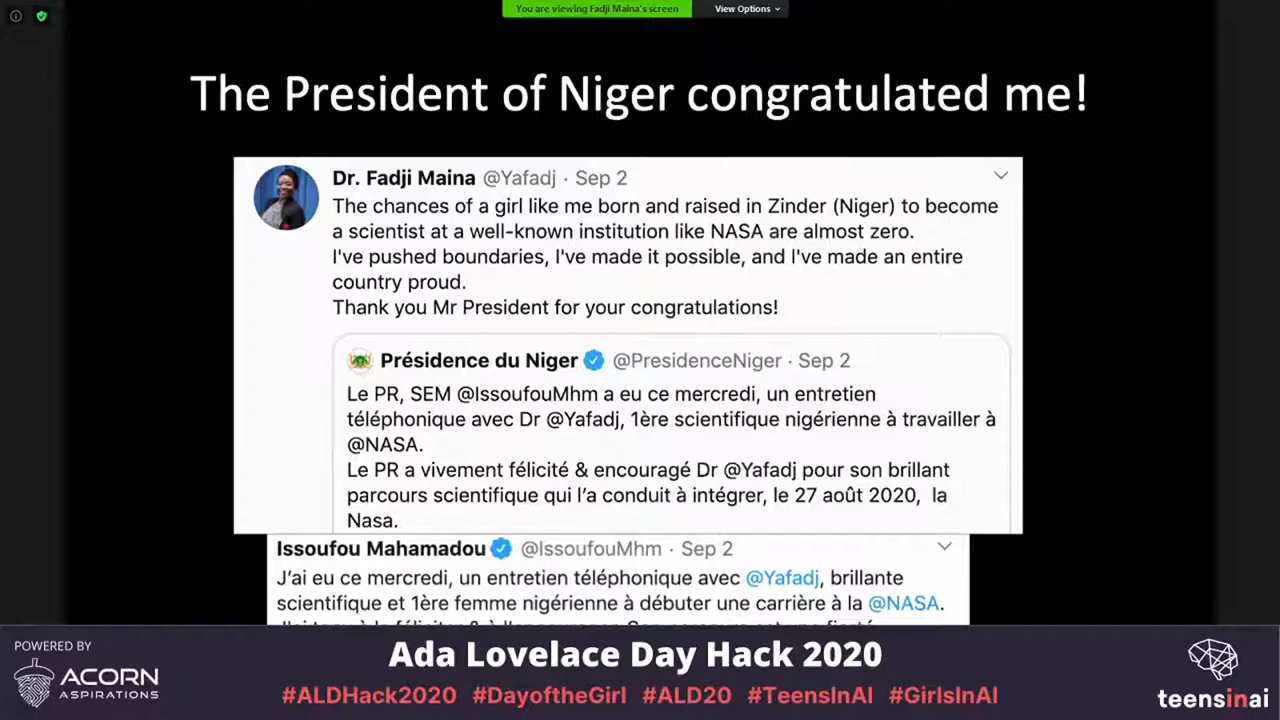 You are viewing Fadji Maina's screen
View Options
The President of Niger congratulated me!
Dr. Fadji Maina @Yafadj · Sep 2
The chances of a girl like me born and raised in Zinder (Niger) to become
a scientist at a well-known institution like NASA are almost zero.
I've pushed boundaries, I've made it possible, and I've made an entire
country proud.
Thank you Mr President for your congratulations!
Présidence du Niger @PresidenceNiger · Sep 2
Le PR, SEM @IssoufouMhm a eu ce mercredi, un entretien
téléphonique avec Dr @Yafadj, 1ère scientifique nigérienne à travailler à
@NASA.
Le PR a vivement félicité & encouragé Dr @Yafadj pour son brillant
parcours scientifique qui l'a conduit à intégrer, le 27 août 2020, la
Nasa.
Issoufou Mahamadou @IssoufouMhm · Sep 2
J'ai eu ce mercredi, un entretien téléphonique avec @Yafadj, brillante
scientifique et 1ère femme nigérienne à débuter une carrière à la @NASA.
POWERED BY
ACORN
ASPIRATIONS
Ada Lovelace Day Hack 2020
#ALDHack2020 #DayoftheGirl #ALD20 #TeensInAI #GirlsInAI
teensinai